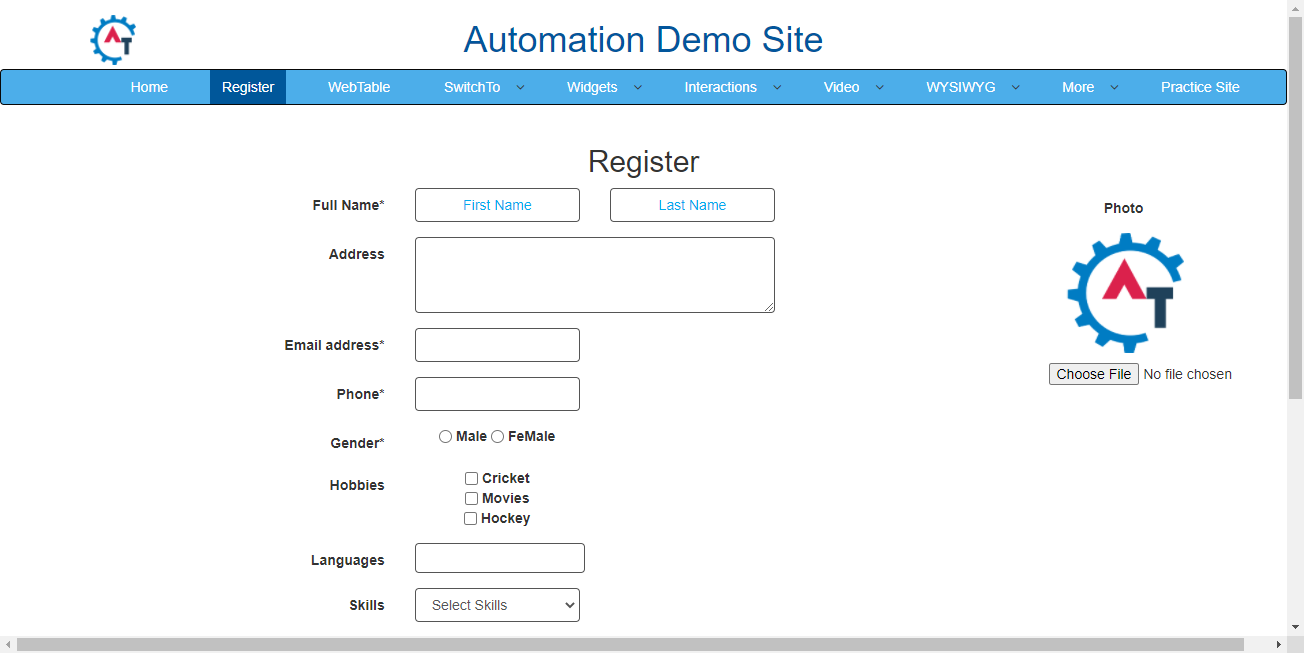 AT
Automation Demo Site
Home Register WebTable SwitchTo Widgets Interactions Video WYSIWYG More Practice Site
Register
Full Name* First Name Last Name
Photo
Address
AT
Email address*
Choose File No file chosen
Phone*
Gender* Male FeMale
Hobbies Cricket
Movies
Hockey
Languages
Skills Select Skills